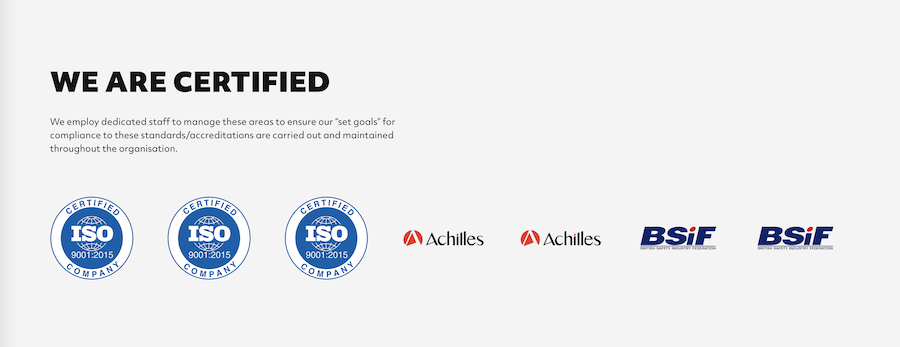 WE ARE CERTIFIED
We employ dedicated staff to manage these areas to ensure our “set goals” for
compliance to these standards/accreditations are carried out and maintained
throughout the organisation.
CERTIFIED
ISO
9001:2015
COMPANY
CERTIFIED
ISO
9001:2015
COMPANY
CERTIFIED
ISO
9001:2015
COMPANY
Achilles
Achilles
BSiF
BRITISH SAFETY INDUSTRY FEDERATION
BSiF
BRITISH SAFETY INDUSTRY FEDERATION